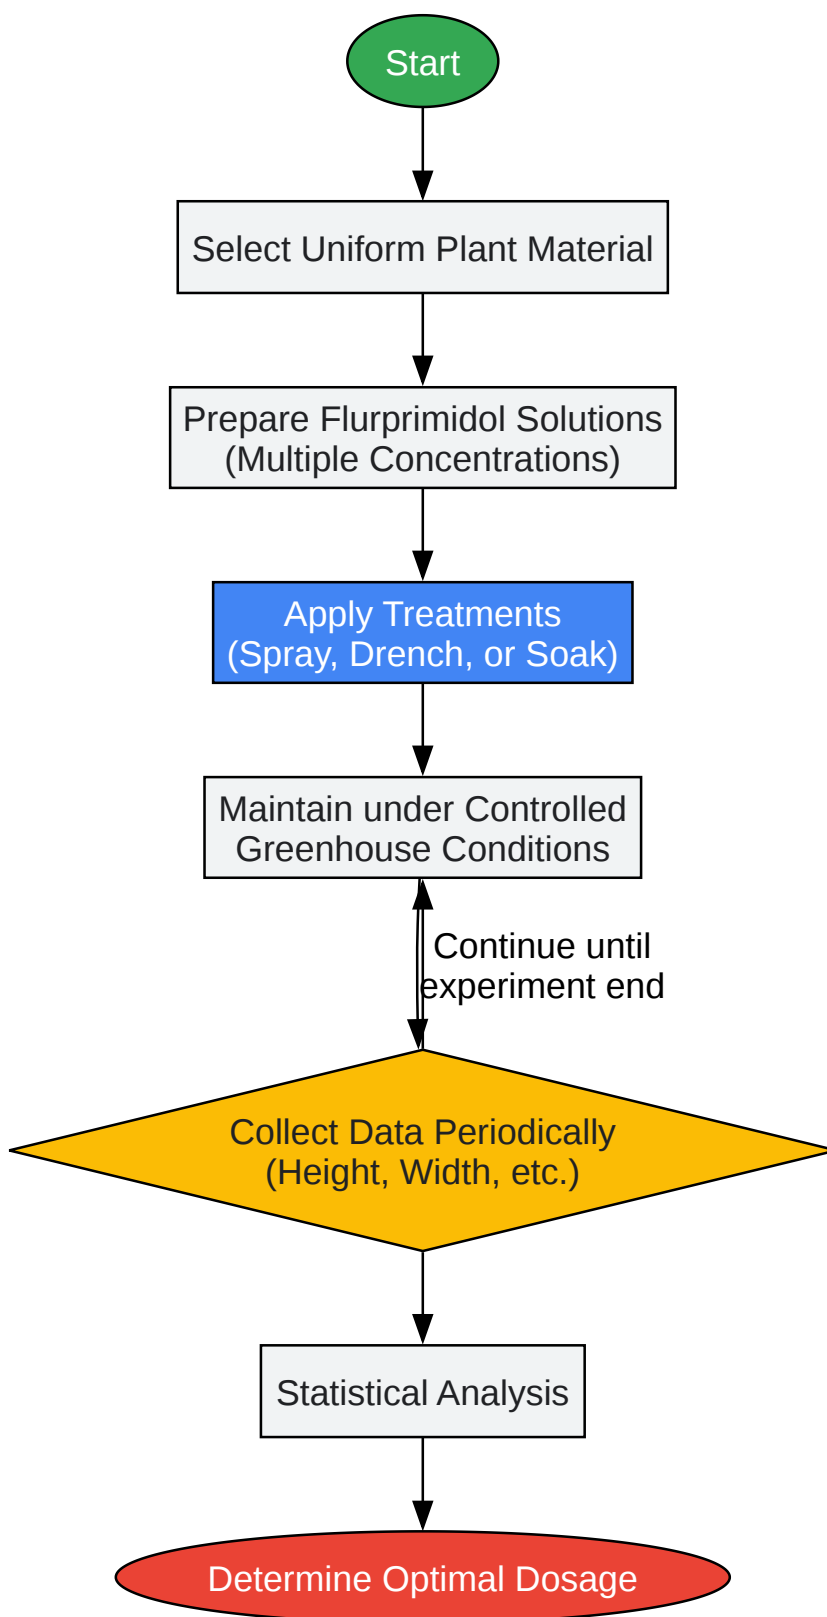 Start
Select Uniform Plant Material
Prepare Flurprimidol Solutions
(Multiple Concentrations)
Apply Treatments
(Spray, Drench, or Soak)
Maintain under Controlled
Greenhouse Conditions
Continue until
experiment end
Collect Data Periodically
(Height, Width, etc.)
Statistical Analysis
Determine Optimal Dosage